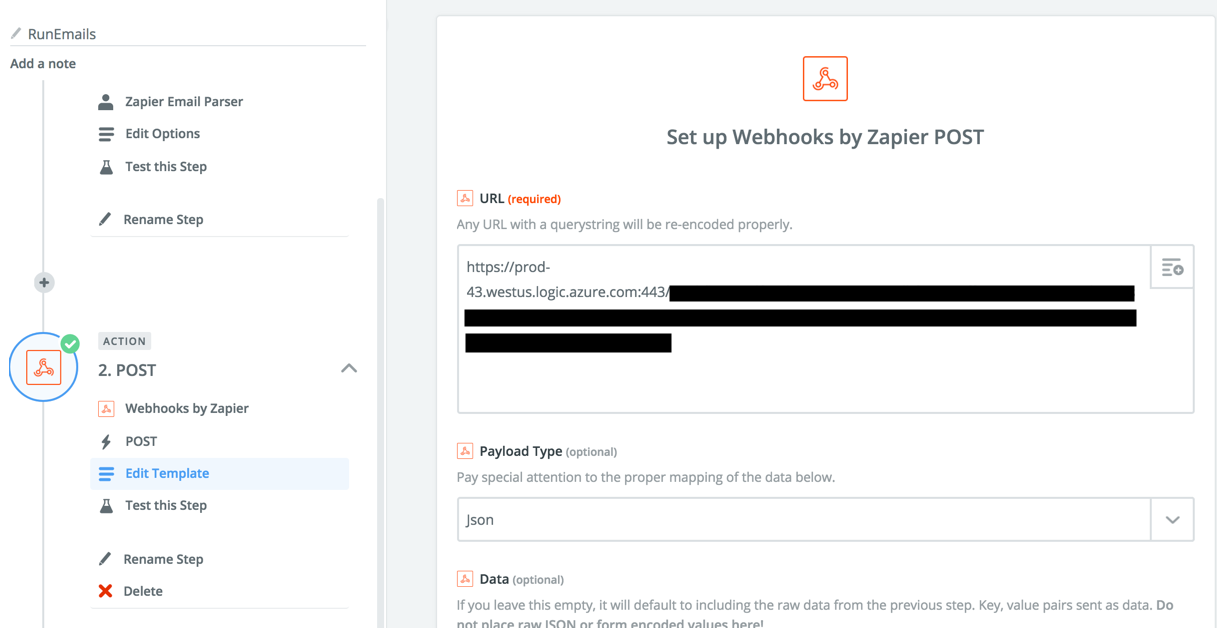 RunEmails
Add a note
Zapier Email Parser
Edit Options
Test this Step
Rename Step
ACTION
2. POST
Webhooks by Zapier
POST
Edit Template
Test this Step
Rename Step
Delete
Set up Webhooks by Zapier POST
URL (required)
Any URL with a querystring will be re-encoded properly.
https://prod-
43.westus.logic.azure.com:443/
Payload Type (optional)
Pay special attention to the proper mapping of the data below.
Json
Data (optional)
If you leave this empty, it will default to including the raw data from the previous step. Key, value pairs sent as data. Do
not place raw JSON or form encoded values here!